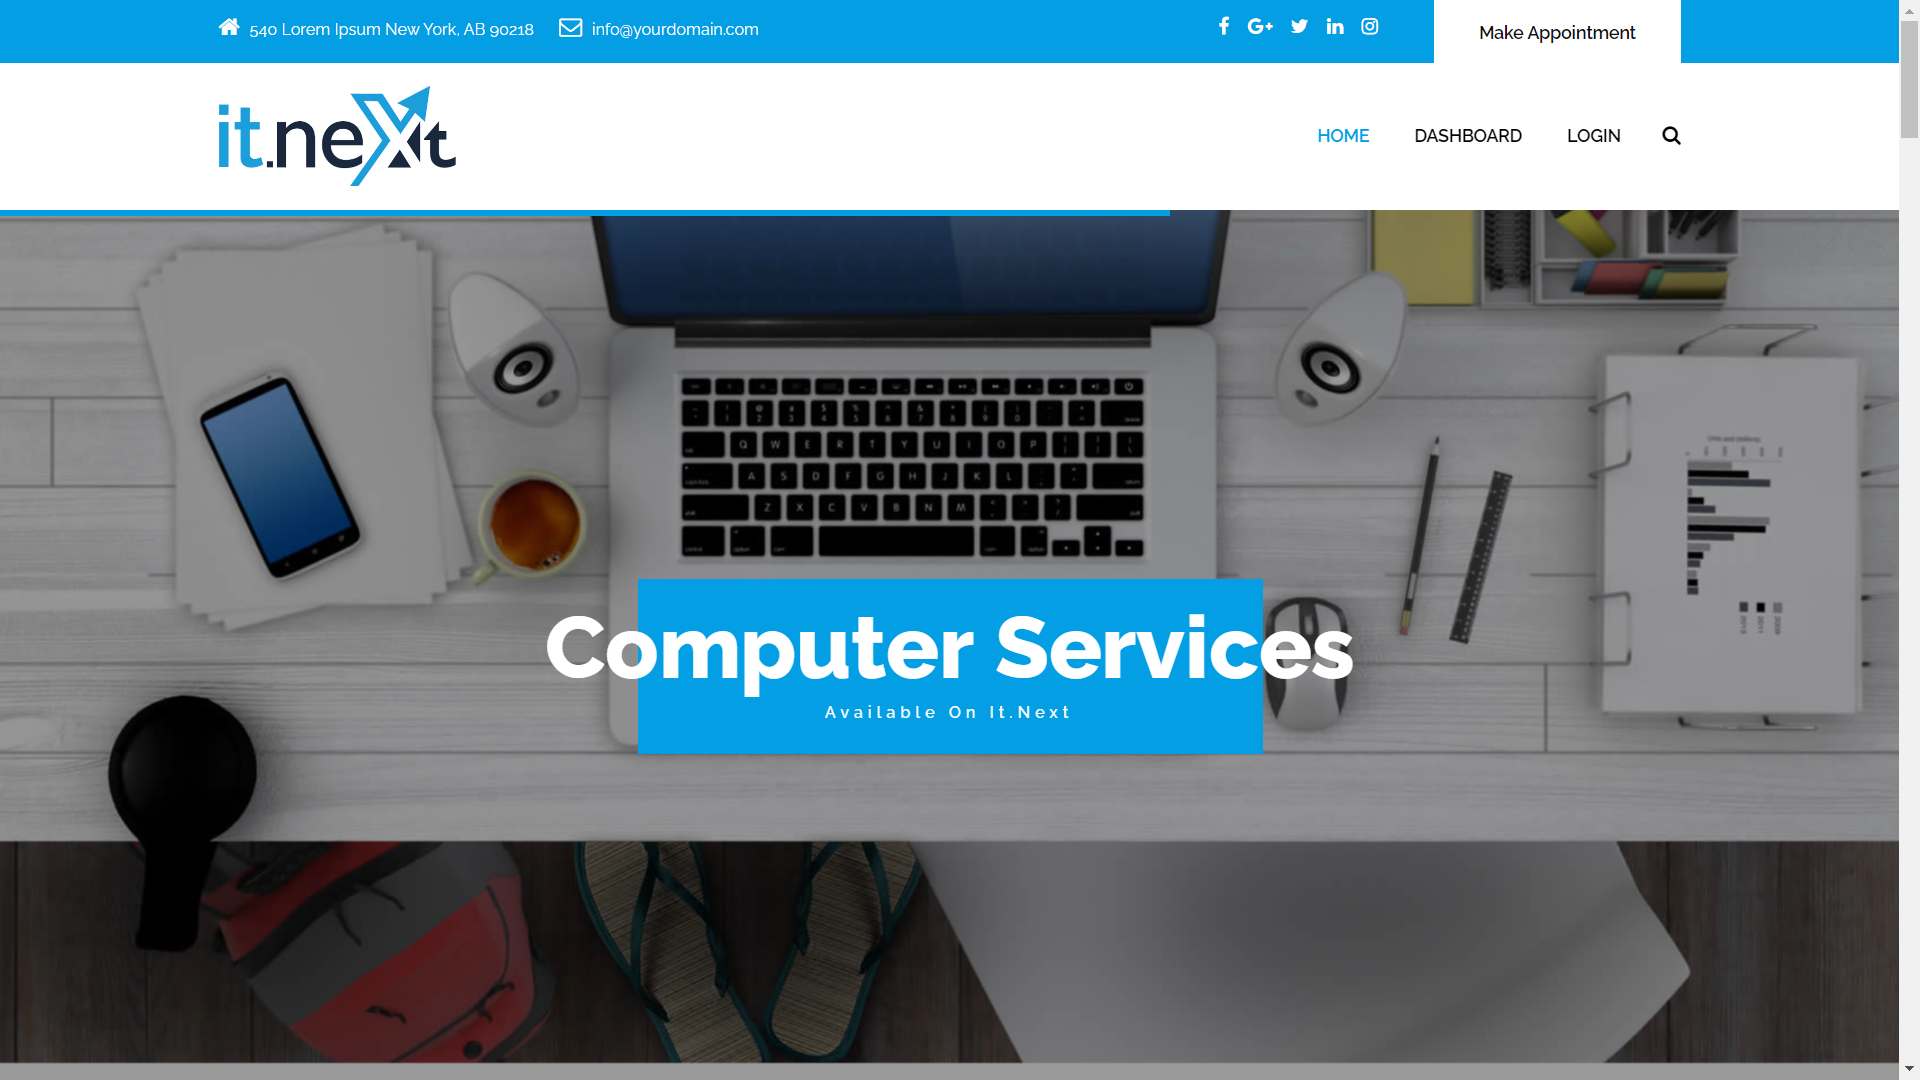 540 Lorem Ipsum New York, AB 90218
info@yourdomain.com
Make Appointment
it.next
HOME
DASHBOARD
LOGIN
Computer Services
Available On It.Next